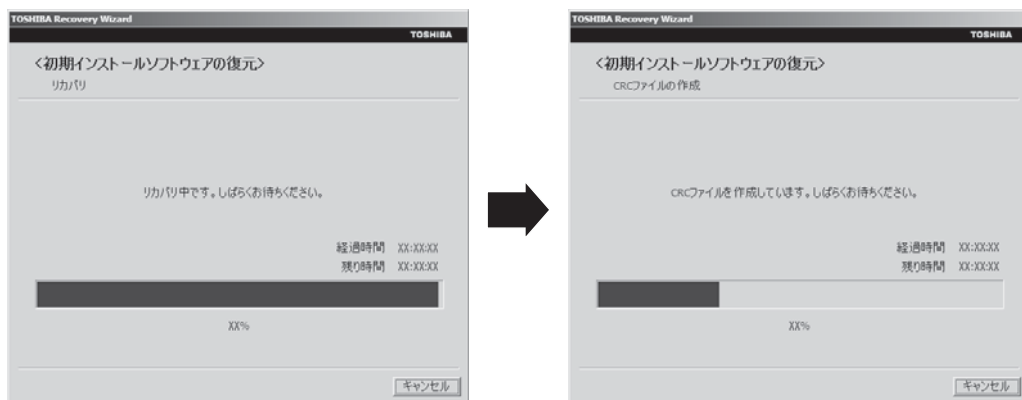 TOSHIBA Recovery Wizard
TOSHIBA
<初期インストールソフトウェアの復元>
リカバリ
リカバリ中です。しばらくお待ちください。
経過時間 XX:XX:XX
残り時間 XX:XX:XX
XX%
キャンセル
TOSHIBA Recovery Wizard
TOSHIBA
<初期インストールソフトウェアの復元>
CRCファイルの作成
CRCファイルを作成しています。しばらくお待ちください。
経過時間 XX:XX:XX
残り時間 XX:XX:XX
XX%
キャンセル